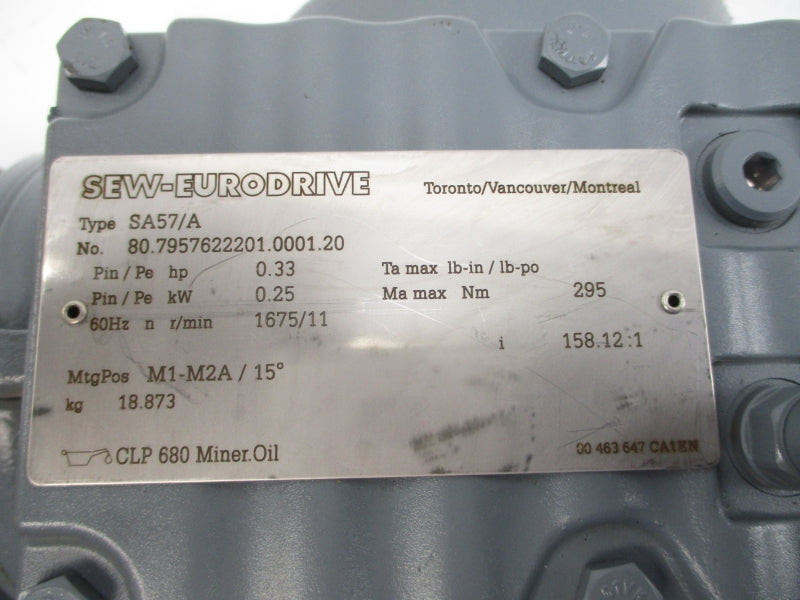 SEW-EURODRIVE Toronto/Vancouver/Montreal
Type SA57/A
No. 80.7957622201.0001.20
Pin / Pe hp 0.33 Ta max lb-in / lb-po
Pin / Pe kW 0.25 Ma max Nm 295
60Hz n r/min 1675/11
i 158.12 :1
MtgPos M1-M2A / 15°
kg 18.873
CLP 680 Miner.Oil 00 463 647 CA1EN